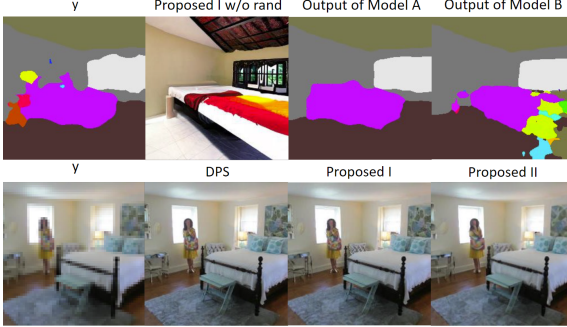 y
Proposed I w/o rand
Output of Model A
Output of Model B
y
DPS
Proposed I
Proposed II